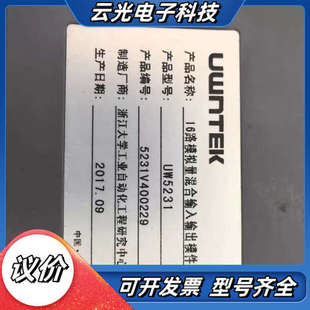 云光电子科技
UWNTEK
产品名称：16路模拟量混合输入输出模件
产品型号：UW5231
产品编号：5231V400229
制造厂商：浙江大学工业自动化工程研究中心
生产日期：2017.09
中国·
议价
可开发票 型号齐全